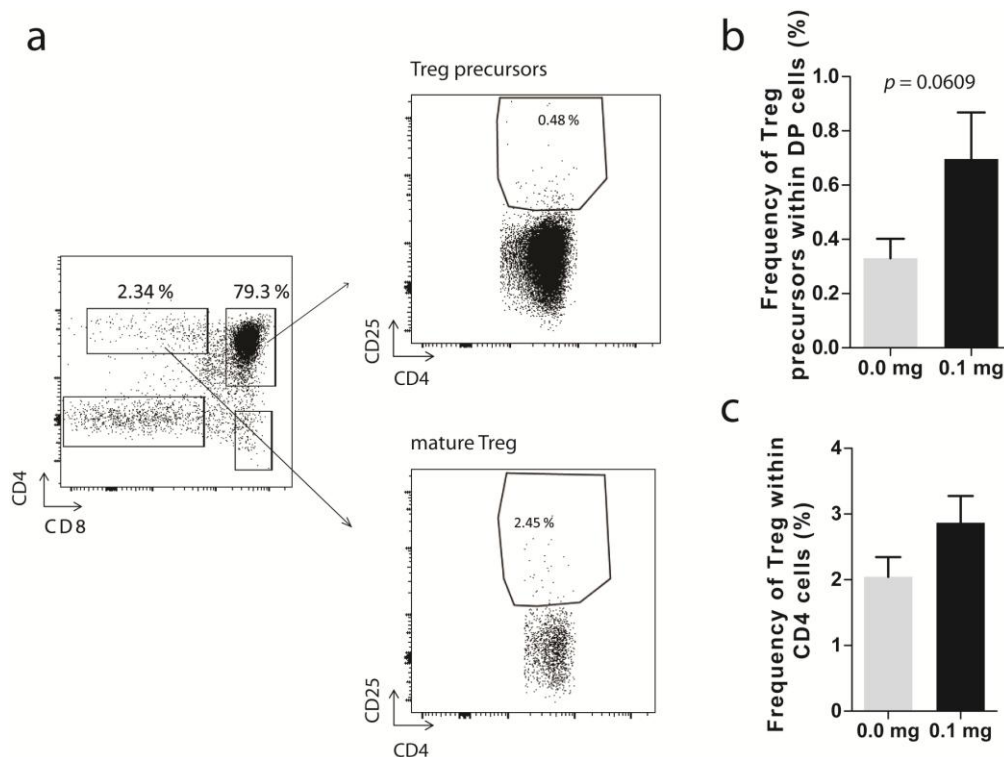 a
Treg precursors
0.48 %
CD25
CD4
2.34 %
79.3 %
CD4
CD8
mature Treg
2.45 %
CD25
CD4
b
Frequency of Treg
precursors within DP cells (%)
p = 0.0609
1.0
0.8
0.6
0.4
0.2
0.0
0.0 mg
0.1 mg
c
Frequency of Treg within
CD4 cells (%)
4
3
2
1
0
0.0 mg
0.1 mg